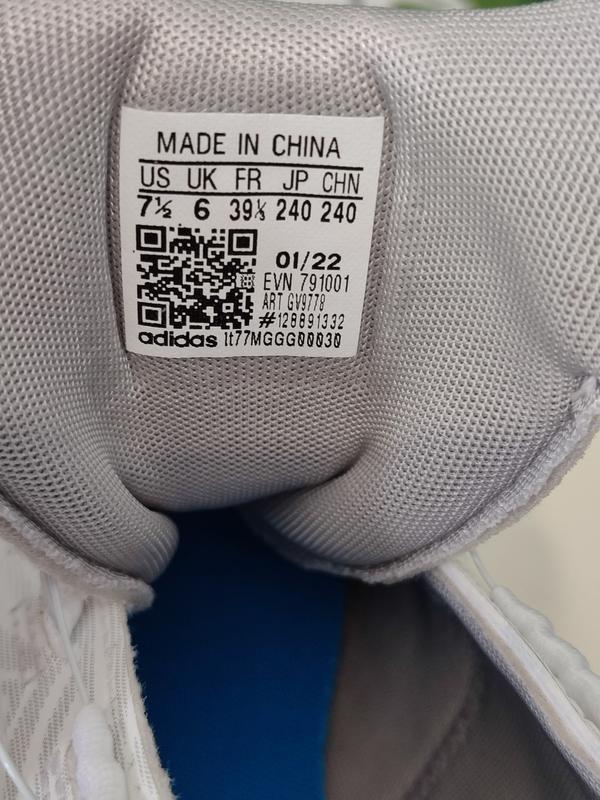 MADE IN CHINA
US UK FR JP CHN
7½ 6 39⅓ 240 240
01/22
EVN 791001
ART GV9778
#128891332
adidas 1t77MGGG00030